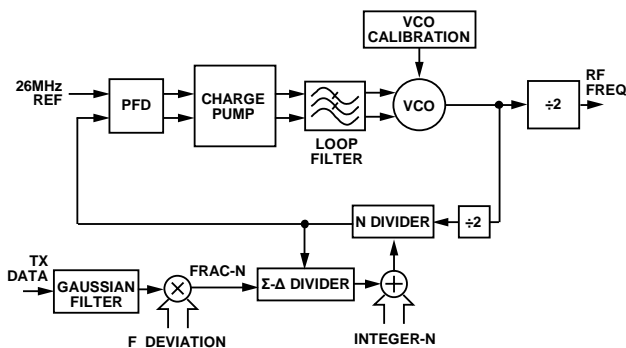 VCO
CALIBRATION
26MHz
REF
PFD
CHARGE
PUMP
LOOP
FILTER
VCO
÷2
RF
FREQ
N DIVIDER
÷2
TX
DATA
GAUSSIAN
FILTER
×
FRAC-N
Σ-Δ DIVIDER
+
F_DEVIATION
INTEGER-N